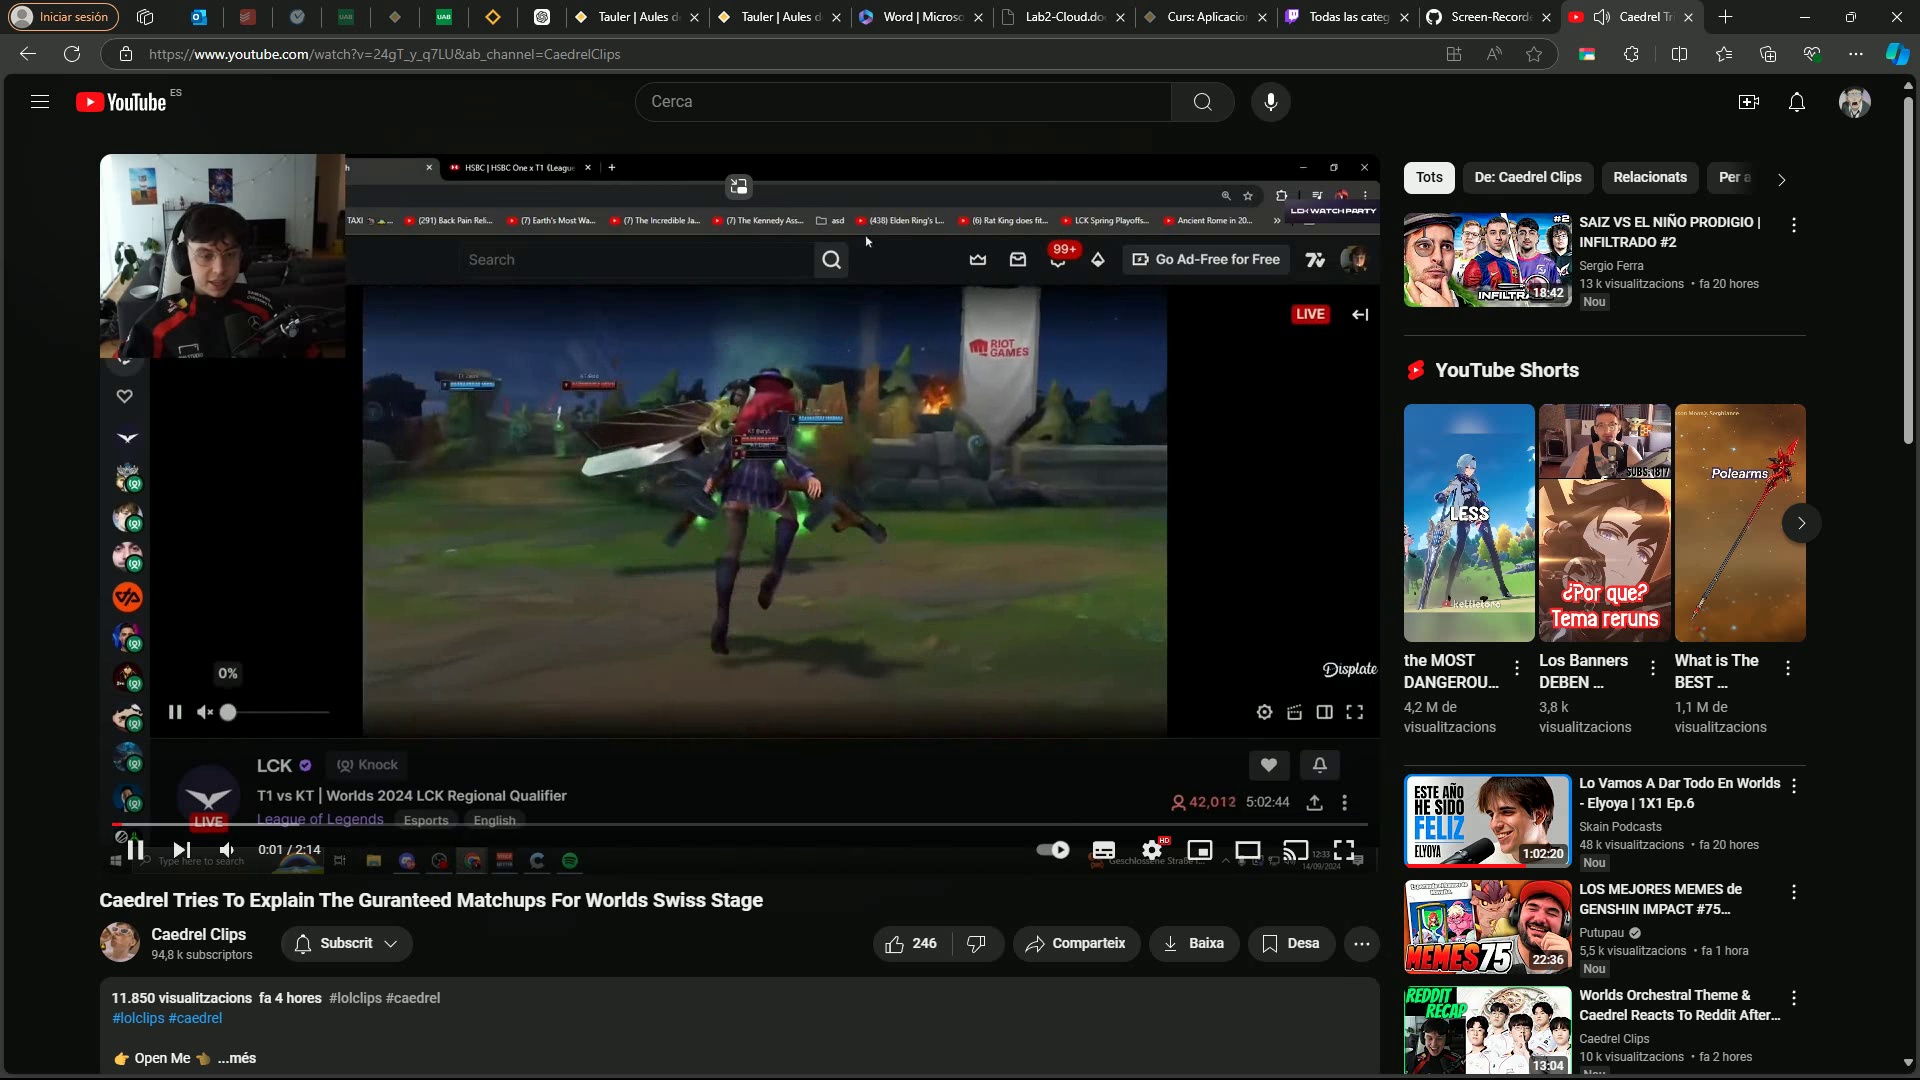 Iniciar sesión
Tauler | Aules d
Tauler | Aules d
Word | Microso
Lab2-Cloud.do
Curs: Aplicacio
Todas las categ
Screen-Recorde
Caedrel Tr
https://www.youtube.com/watch?v=24gT_y_q7LU&ab_channel=CaedrelClips
YouTube ES
Cerca
HSBC | HSBC One x T1 (League
TAXI
(291) Back Pain Reli...
(7) Earth's Most Wa...
(7) The Incredible Ja...
(7) The Kennedy Ass...
asd
(438) Elden Ring's L...
(6) Rat King does fit...
LCK Spring Playoffs...
Ancient Rome in 20...
LCK WATCH PARTY
Search
99+
Go Ad-Free for Free
LIVE
RIOT GAMES
Displate
0%
LCK
Knock
T1 vs KT | Worlds 2024 LCK Regional Qualifier
42,012 5:02:44
LIVE
League of Legends
Esports
English
0:01 / 2:14
HD
Type here to search
Geschlossene Straße
12:33
14/09/2024
Caedrel Tries To Explain The Guranteed Matchups For Worlds Swiss Stage
Caedrel Clips
94,8 k subscriptors
Subscrit
246
Comparteix
Baixa
Desa
11.850 visualitzacions fa 4 hores #lolclips #caedrel
#lolclips #caedrel
👉 Open Me 👈 ...més
Tots
De: Caedrel Clips
Relacionats
Per a
#2
INFILTRA
18:42
SAIZ VS EL NIÑO PRODIGIO |
INFILTRADO #2
Sergio Ferra
13 k visualitzacions • fa 20 hores
Nou
YouTube Shorts
LESS
kettletoro
SUBS:1817
¿Por que?
Tema reruns
Polearms
the MOST
DANGEROU...
4,2 M de
visualitzacions
Los Banners
DEBEN ...
3,8 k
visualitzacions
What is The
BEST ...
1,1 M de
visualitzacions
ESTE AÑO
HE SIDO
FELIZ
ELYOYA
1:02:20
Lo Vamos A Dar Todo En Worlds
- Elyoya | 1X1 Ep.6
Skain Podcasts
48 k visualitzacions • fa 20 hores
Nou
MEMES75
22:36
LOS MEJORES MEMES de
GENSHIN IMPACT #75...
Putupau
5,5 k visualitzacions • fa 1 hora
Nou
REDDIT
RECAP
13:04
Worlds Orchestral Theme &
Caedrel Reacts To Reddit After...
Caedrel Clips
10 k visualitzacions • fa 2 hores
Nou